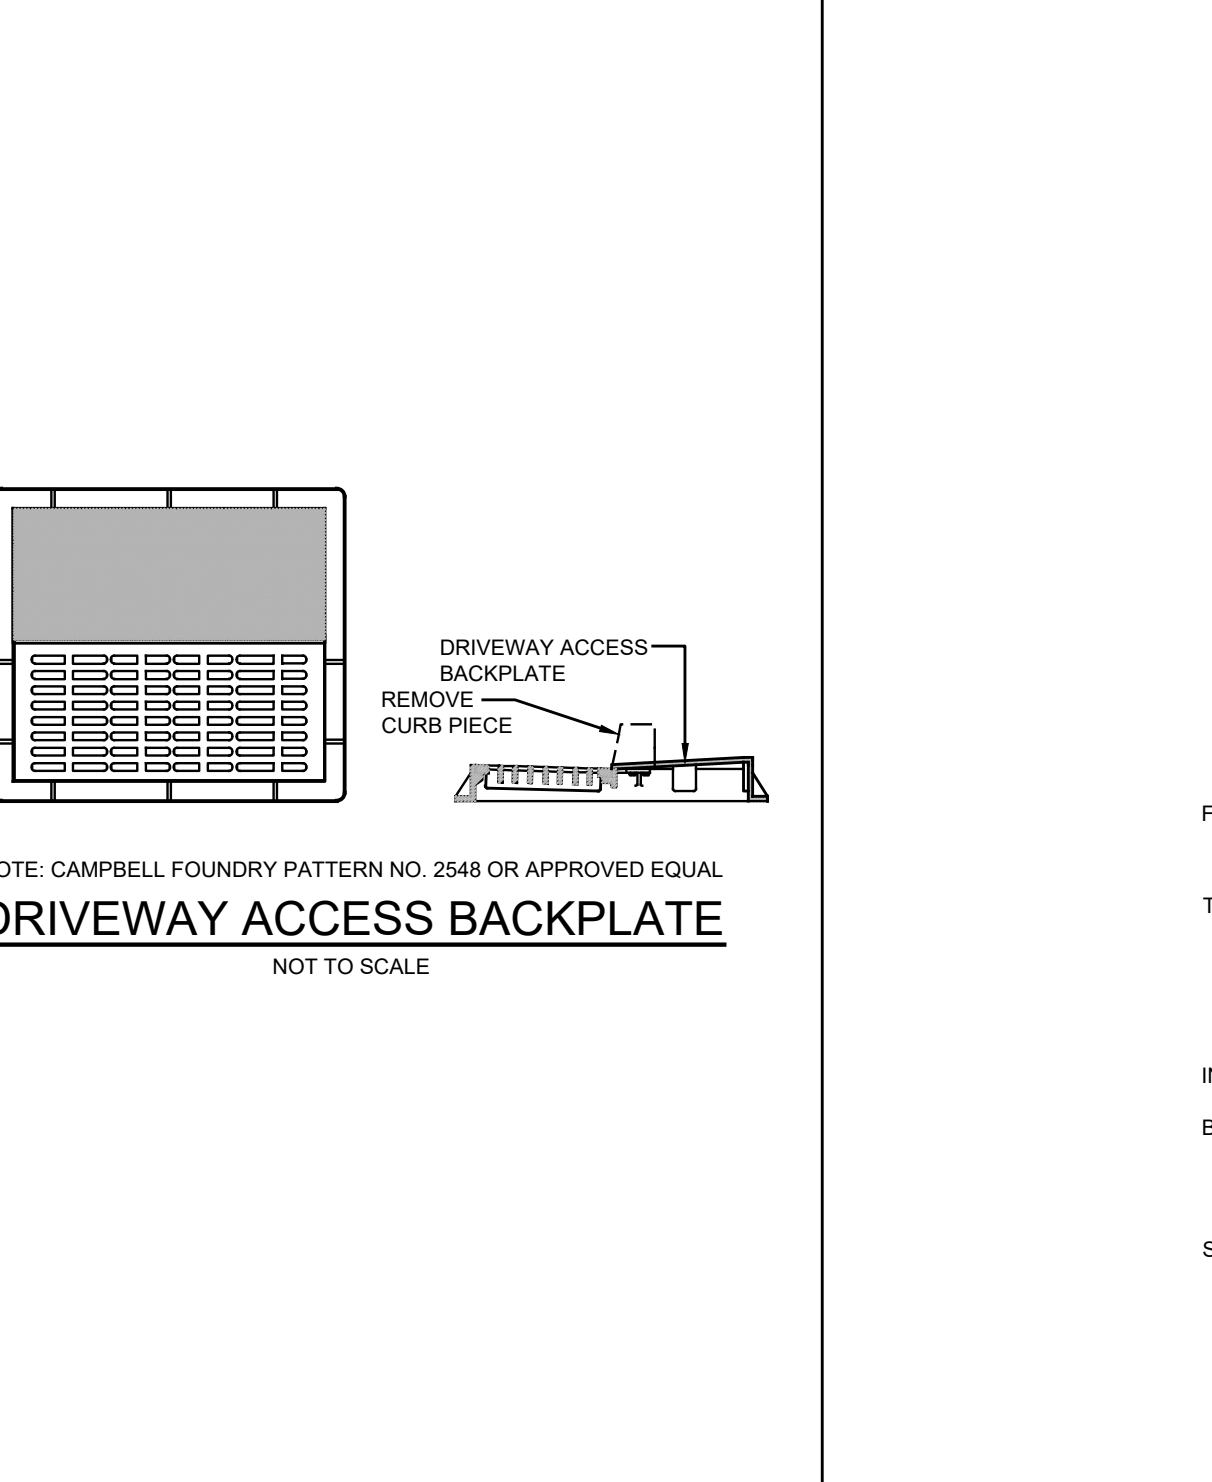 DRIVEWAY ACCESS
BACKPLATE
REMOVE
CURB PIECE
OTE: CAMPBELL FOUNDRY PATTERN NO. 2548 OR APPROVED EQUAL
DRIVEWAY ACCESS BACKPLATE
NOT TO SCALE
F
T
B
S